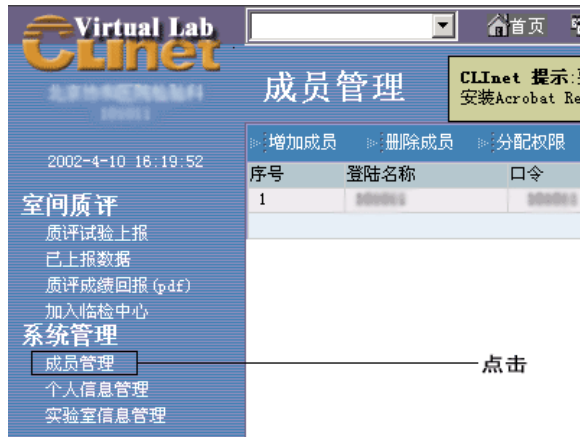 Virtual Lab
CLInet
首页
成员管理
CLInet 提示:
安装Acrobat Re
增加成员 删除成员 分配权限
2002-4-10 16:19:52
序号 登陆名称 口令
1
室间质评
质评试验上报
已上报数据
质评成绩回报(pdf)
加入临检中心
系统管理
成员管理
点击
个人信息管理
实验室信息管理